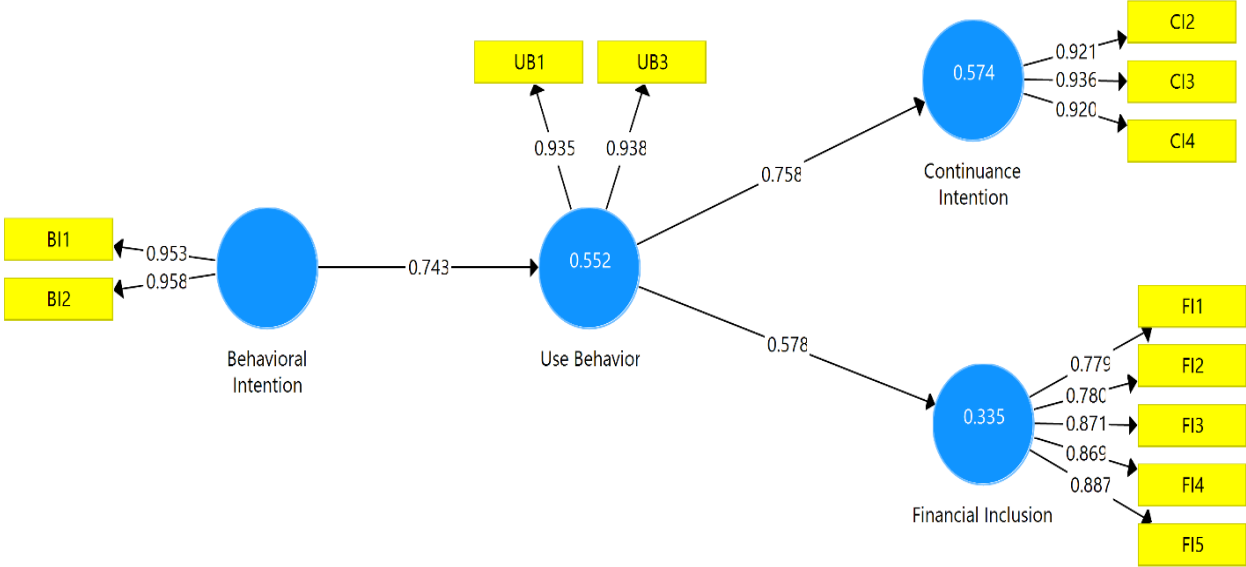 UB1
UB3
0.935
0.938
BI1
BI2
0.953
0.958
Behavioral
Intention
0.743
0.552
Use Behavior
0.758
0.578
0.574
Continuance
Intention
0.921
0.936
0.920
CI2
CI3
CI4
0.335
Financial Inclusion
0.779
0.780
0.871
0.869
0.887
FI1
FI2
FI3
FI4
FI5